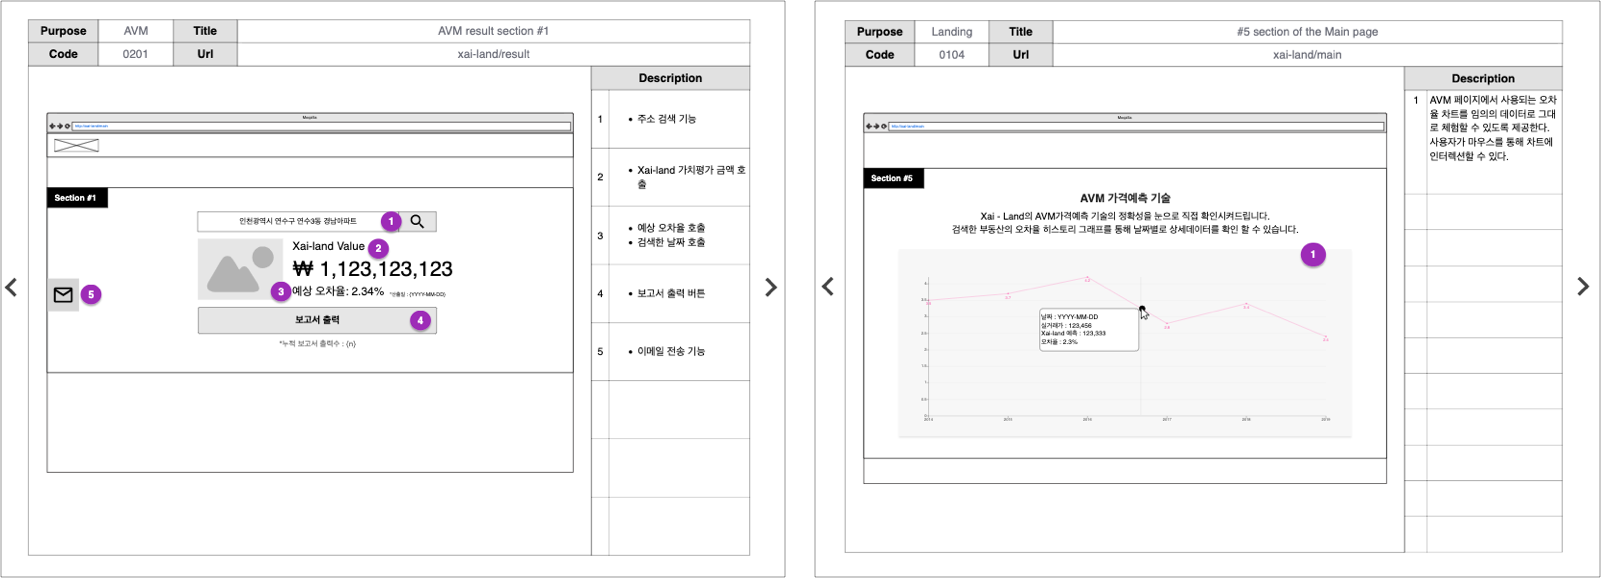 Purpose AVM Title AVM result section #1
Code 0201 Url xai-land/result
Description
Section #1
인천광역시 연수구 연수3동 경남아파트 1
Xai-land Value 2
₩ 1,123,123,123
3 예상 오차율: 2.34% *산출일 : (YYYY-MM-DD)
5
보고서 출력 4
*누적 보고서 출력수 : {n}
1 • 주소 검색 기능
2 • Xai-land 가치평가 금액 호
출
3 • 예상 오차율 호출
• 검색한 날짜 호출
4 • 보고서 출력 버튼
5 • 이메일 전송 기능
Purpose Landing Title #5 section of the Main page
Code 0104 Url xai-land/main
Description
Section #5
AVM 가격예측 기술
Xai - Land의 AVM가격예측 기술의 정확성을 눈으로 직접 확인시켜드립니다.
검색한 부동산의 오차율 히스토리 그래프를 통해 날짜별로 상세데이터를 확인 할 수 있습니다.
1
날짜 : YYYY-MM-DD
실거래가 : 123,456
Xai-land 예측 : 123,333
오차율 : 2.3%
1 AVM 페이지에서 사용되는 오차
율 차트를 임의의 데이터로 그대
로 체험할 수 있도록 제공한다.
사용자가 마우스를 통해 차트에
인터렉션할 수 있다.